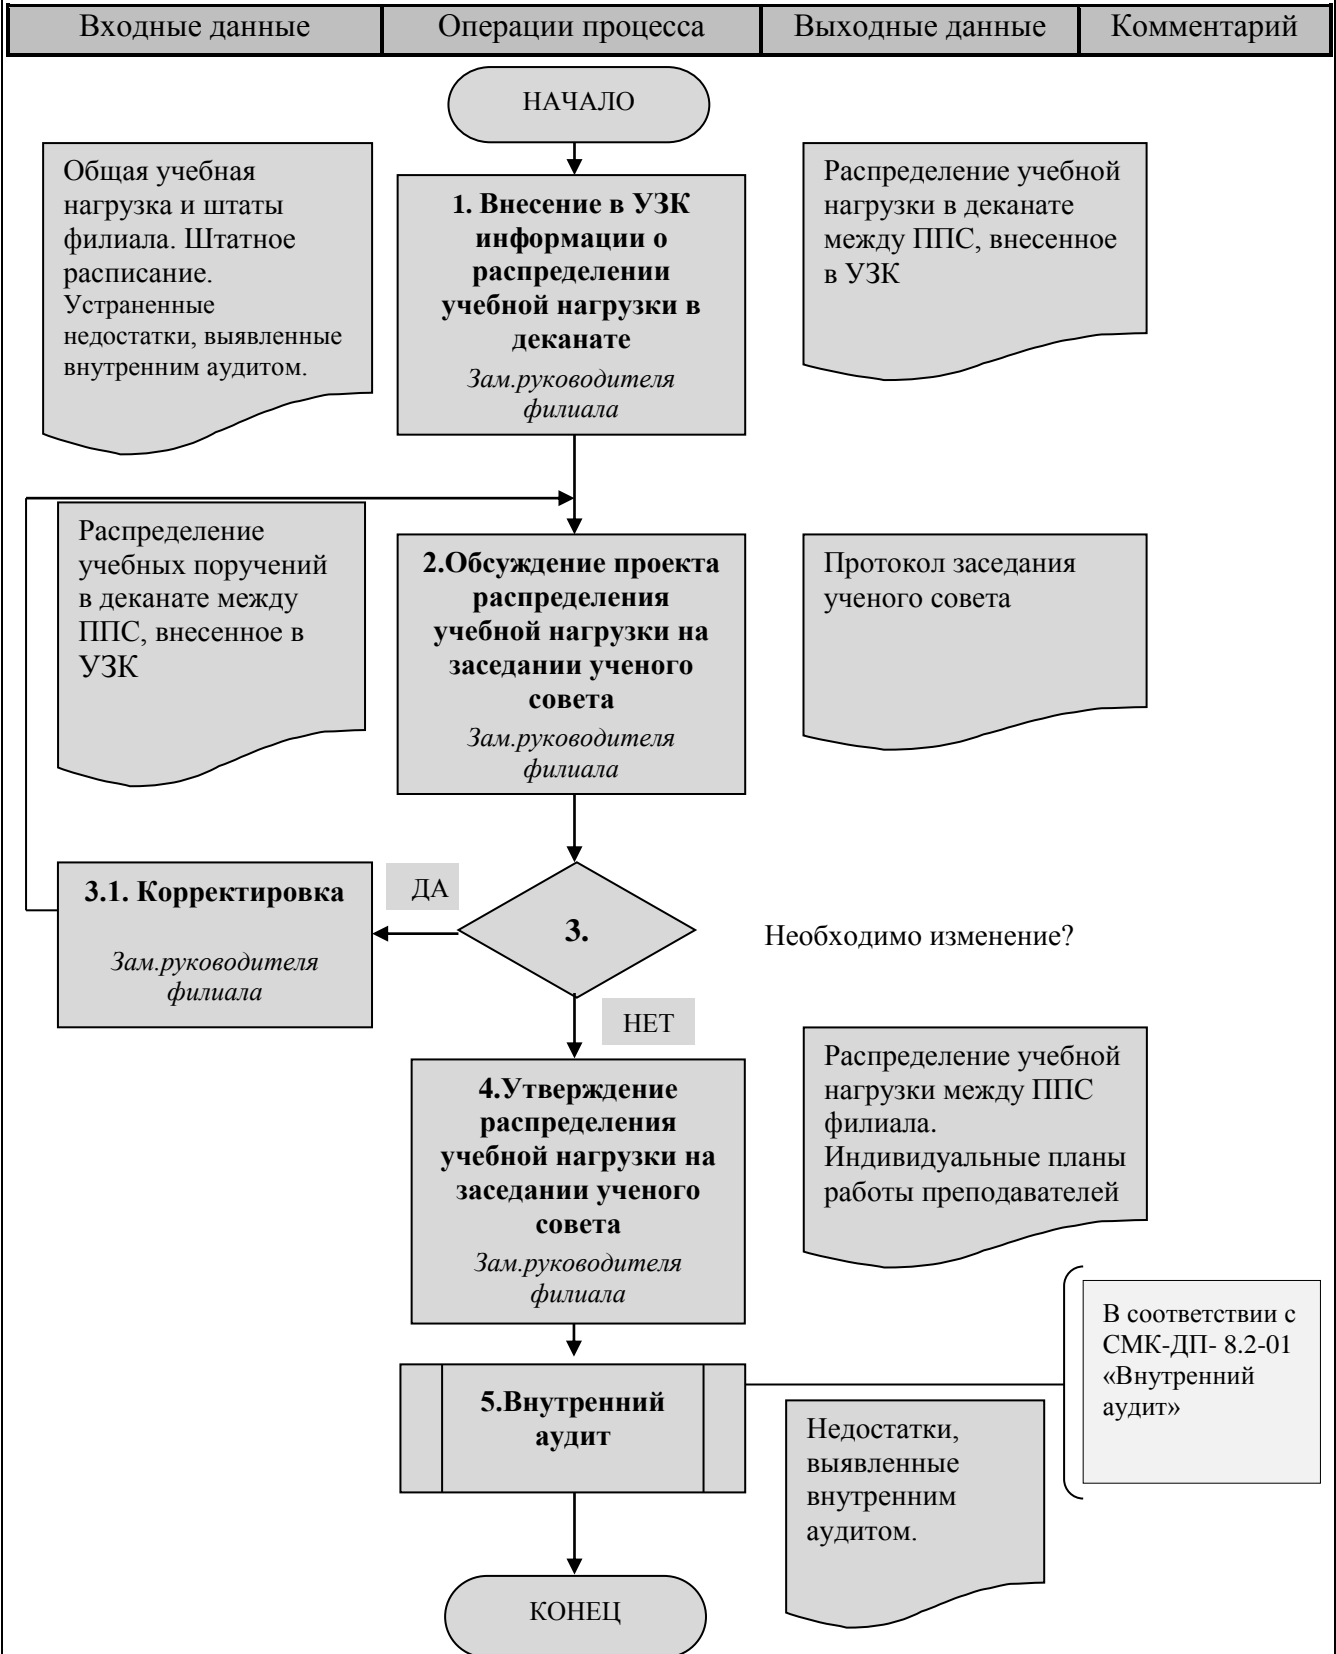 Входные данные
Операции процесса
Выходные данные
Комментарий
НАЧАЛО
Общая учебная
нагрузка и штаты
филиала. Штатное
расписание.
Устраненные
недостатки, выявленные
внутренним аудитом.
1. Внесение в УЗК
информации о
распределении
учебной нагрузки в
деканате
Зам.руководителя
филиала
Распределение учебной
нагрузки в деканате
между ППС, внесенное
в УЗК
Распределение
учебных поручений
в деканате между
ППС, внесенное в
УЗК
2.Обсуждение проекта
распределения
учебной нагрузки на
заседании ученого
совета
Зам.руководителя
филиала
Протокол заседания
ученого совета
3.1. Корректировка
Зам.руководителя
филиала
ДА
3.
Необходимо изменение?
НЕТ
4.Утверждение
распределения
учебной нагрузки на
заседании ученого
совета
Зам.руководителя
филиала
Распределение учебной
нагрузки между ППС
филиала.
Индивидуальные планы
работы преподавателей
5.Внутренний
аудит
В соответствии с
СМК-ДП- 8.2-01
«Внутренний
аудит»
Недостатки,
выявленные
внутренним
аудитом.
КОНЕЦ